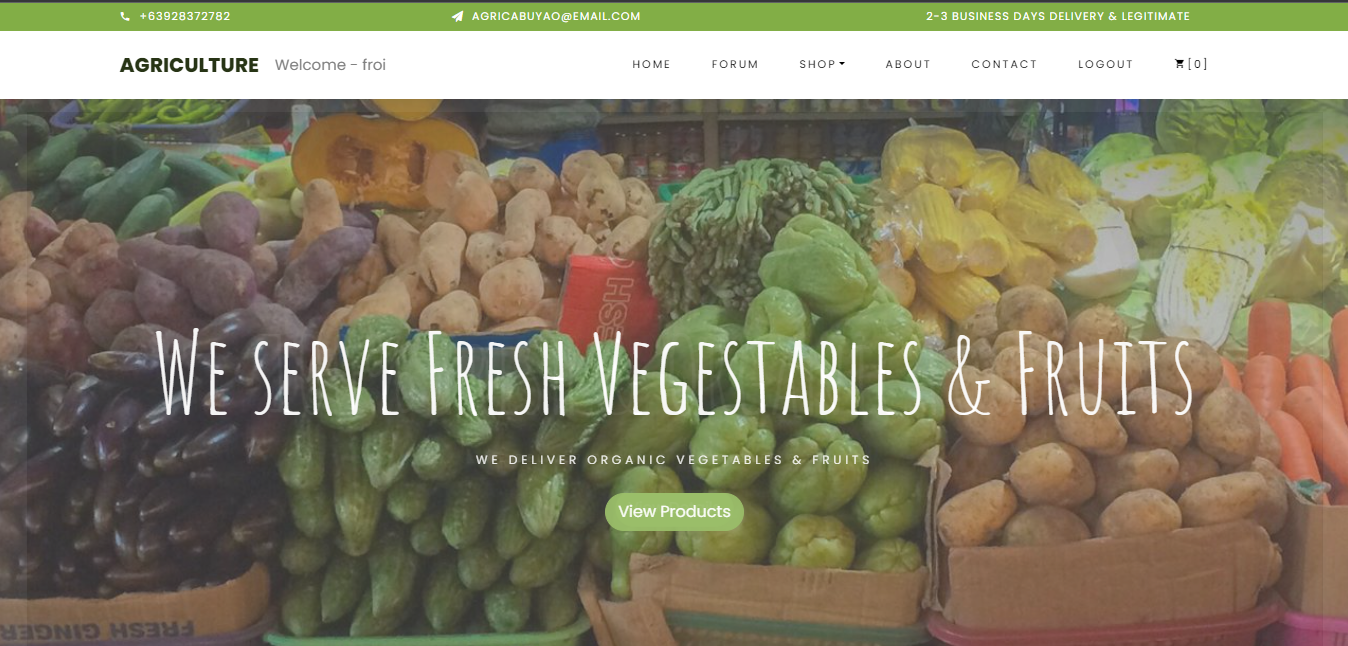 +63928372782 AGRICABUYAO@EMAIL.COM 2-3 BUSINESS DAYS DELIVERY & LEGITIMATE
AGRICULTURE Welcome - froi HOME FORUM SHOP ABOUT CONTACT LOGOUT [0]
HSE
WE SERVE FRESH VEGESTABLES & FRUITS
WE DELIVER ORGANIC VEGETABLES & FRUITS
View Products
FRESH GINGER